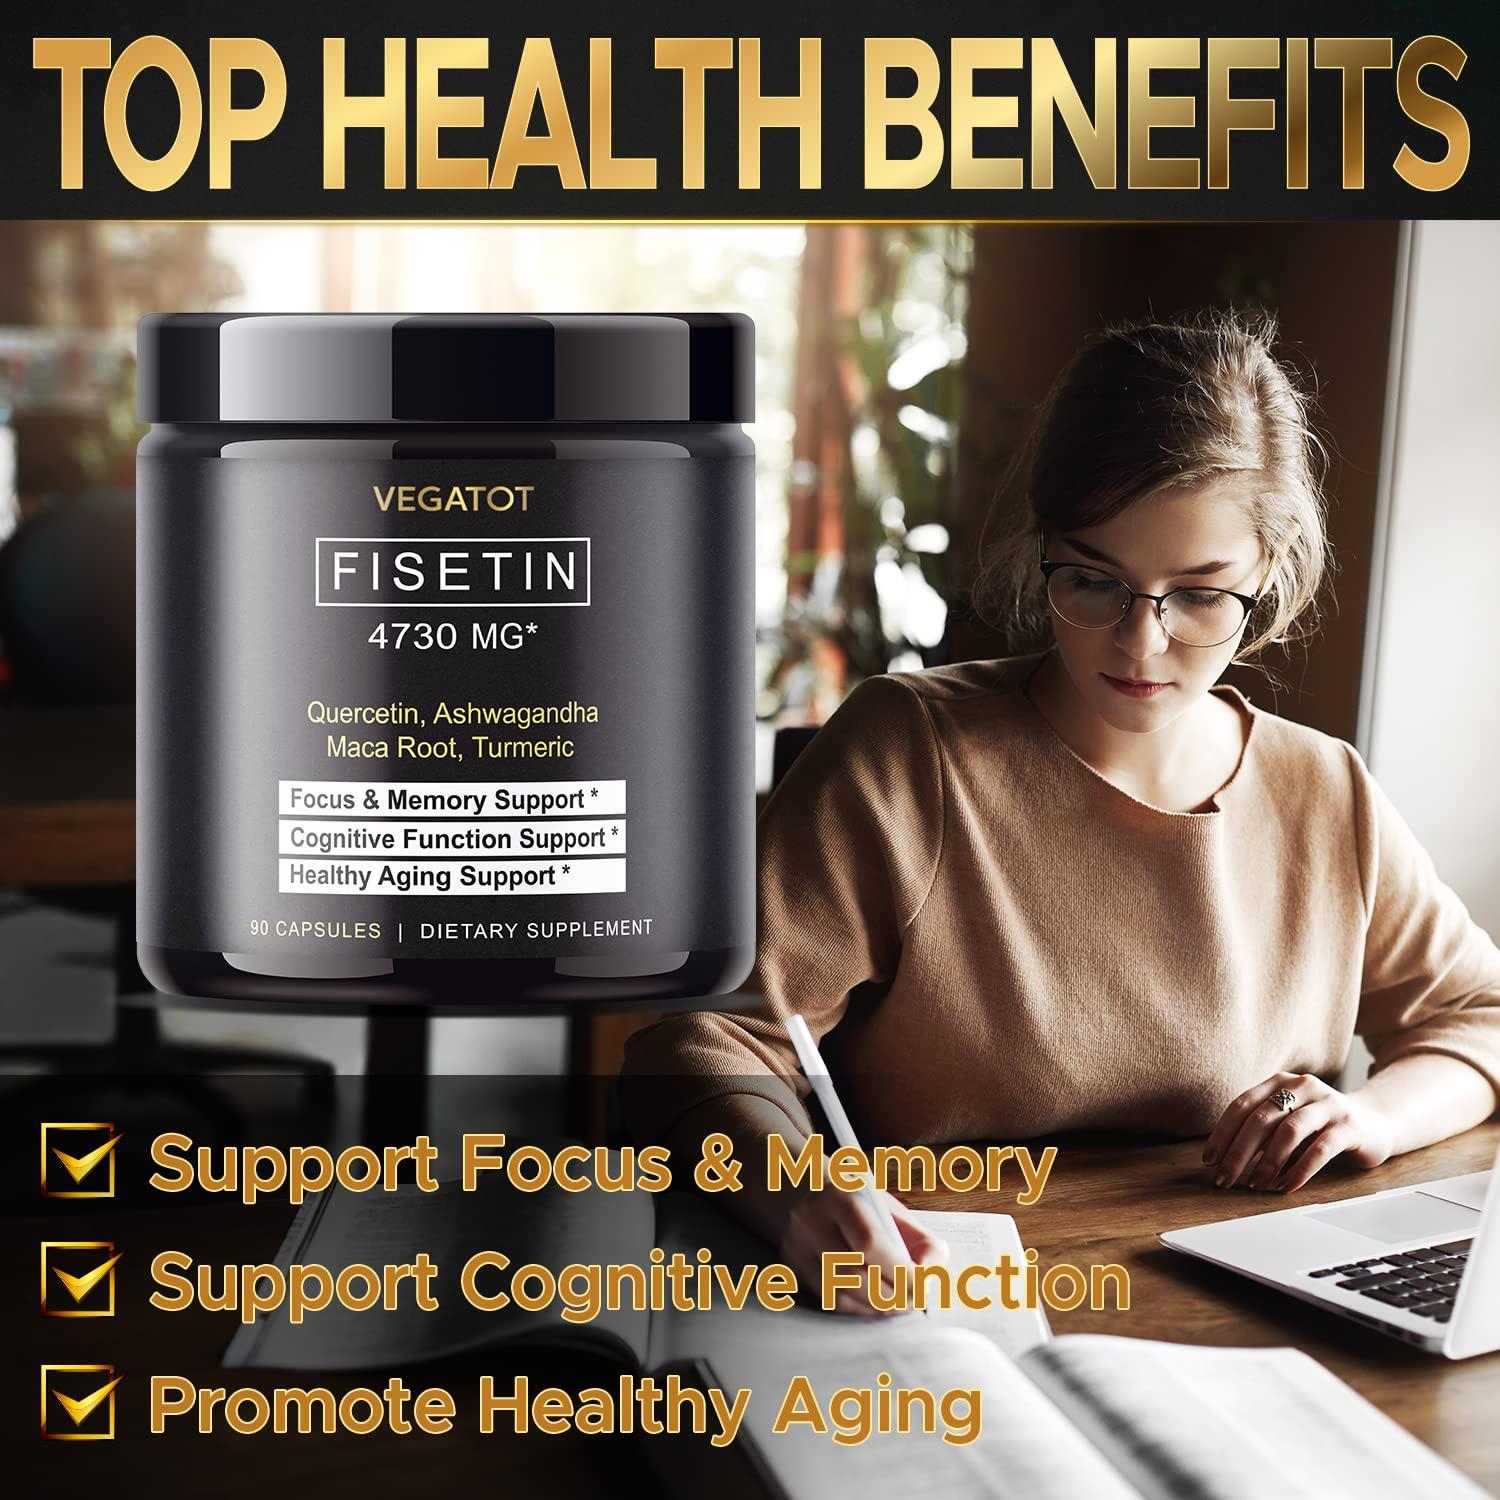 TOP HEALTH BENEFITS
VEGATOT
FISETIN
4730 MG*
Quercetin, Ashwagandha
Maca Root, Turmeric
Focus & Memory Support *
Cognitive Function Support *
Healthy Aging Support *
90 CAPSULES | DIETARY SUPPLEMENT
Support Focus & Memory
Support Cognitive Function
Promote Healthy Aging